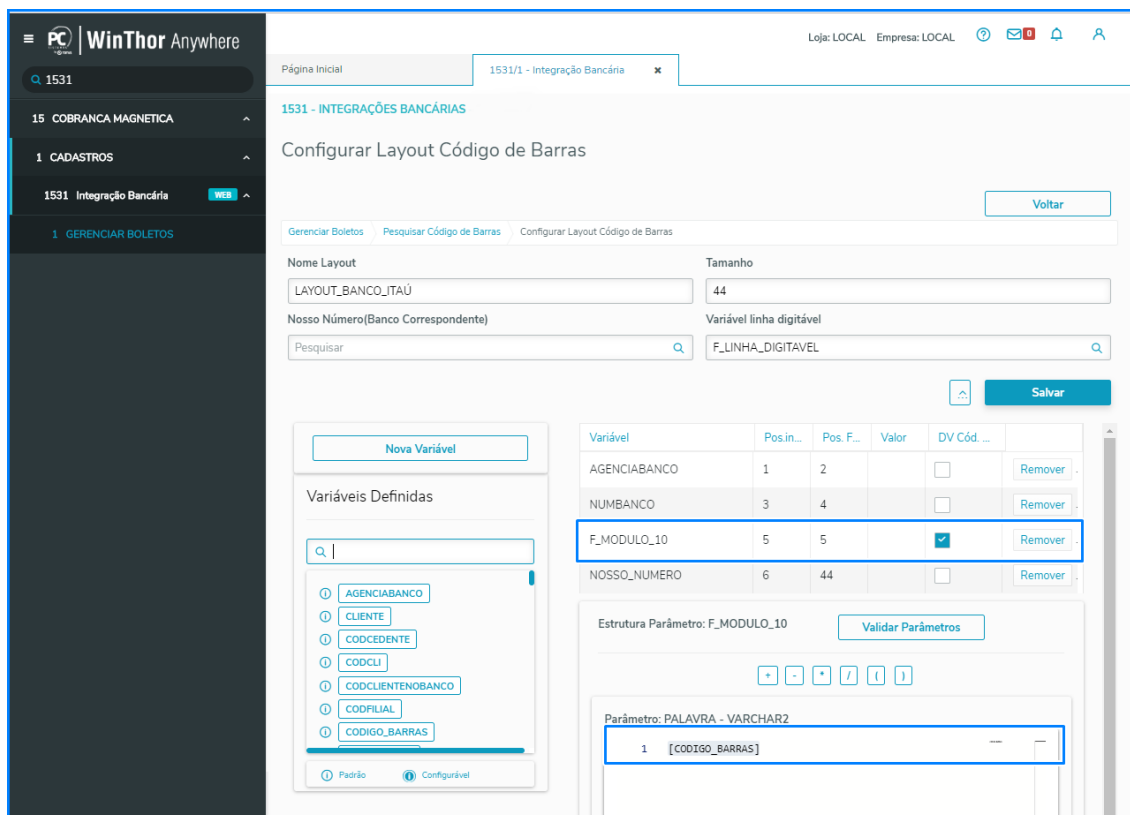 PC WinThor Anywhere
Loja: LOCAL Empresa: LOCAL
0
1531
Página Inicial
1531/1 - Integração Bancária
15 COBRANCA MAGNETICA
1 CADASTROS
1531 Integração Bancária WEB
1 GERENCIAR BOLETOS
1531 - INTEGRAÇÕES BANCÁRIAS
Configurar Layout Código de Barras
Voltar
Gerenciar Boletos Pesquisar Código de Barras Configurar Layout Código de Barras
Nome Layout Tamanho
LAYOUT_BANCO_ITAÚ 44
Nosso Número(Banco Correspondente) Variável linha digitável
Pesquisar F_LINHA_DIGITAVEL
Salvar
Nova Variável
Variáveis Definidas
AGENCIABANCO
CLIENTE
CODCEDENTE
CODCLI
CODCLIENTENOBANCO
CODFILIAL
CODIGO_BARRAS
Padrão Configurável
Variável Pos.in... Pos. F... Valor DV Cód. ...
AGENCIABANCO 1 2 Remover
NUMBANCO 3 4 Remover
F_MODULO_10 5 5 Remover
NOSSO_NUMERO 6 44 Remover
Estrutura Parâmetro: F_MODULO_10 Validar Parâmetros
+ - * / ( )
Parâmetro: PALAVRA - VARCHAR2
1 [CODIGO_BARRAS]